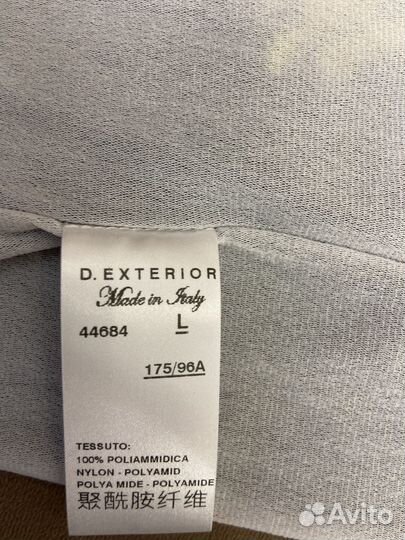 D. EXTERIOR
Made in Italy
44684 L
175/96A
TESSUTO:
100% POLIAMMIDICA
NYLON - POLYAMID
POLYA MIDE - POLYAMIDE
聚酰胺纤维
Avito